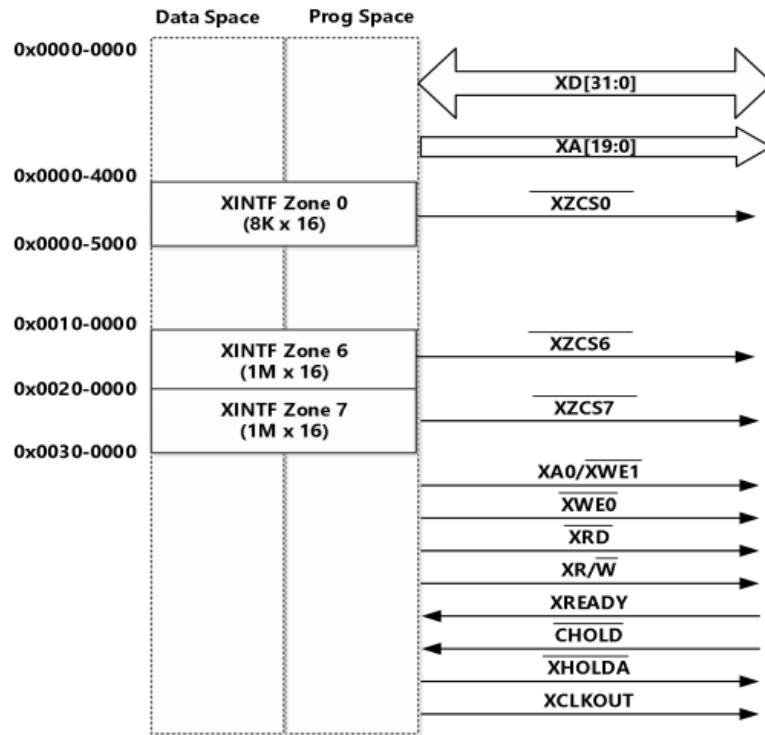 Data Space Prog Space
0x0000-0000
XD[31:0]
XA[19:0]
0x0000-4000
XINTF Zone 0
(8K x 16)
XZCS0
0x0000-5000
0x0010-0000
XINTF Zone 6
(1M x 16)
XZCS6
0x0020-0000
XINTF Zone 7
(1M x 16)
XZCS7
0x0030-0000
XA0/XWE1
XWE0
XRD
XR/W
XREADY
CHOLD
XHOLDA
XCLKOUT